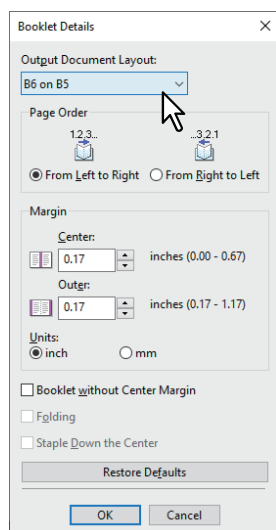 Booklet Details
Output Document Layout:
B6 on B5
Page Order
1.2.3...
...3.2.1
From Left to Right
From Right to Left
Margin
Center:
0.17
inches (0.00 - 0.67)
Outer:
0.17
inches (0.17 - 1.17)
Units:
inch
mm
Booklet without Center Margin
Folding
Staple Down the Center
Restore Defaults
OK
Cancel